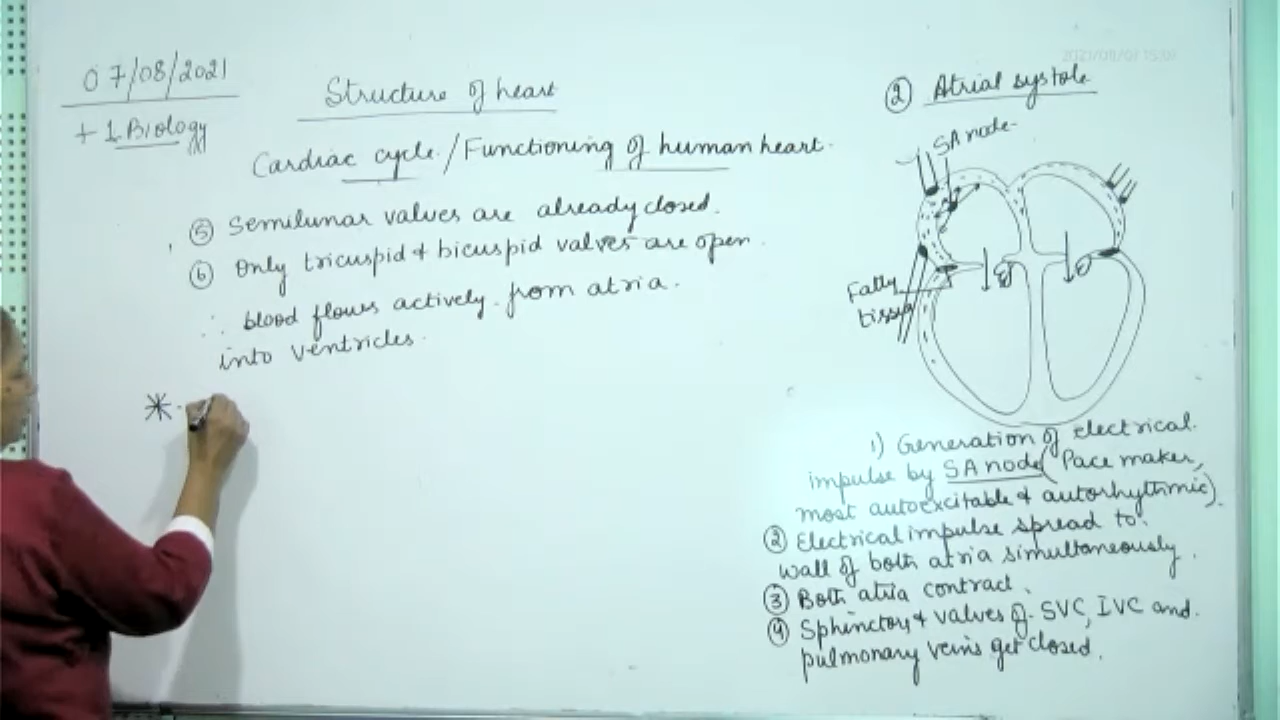 07/08/2021
+1 Biology
Structure of heart
Cardiac cycle / Functioning of human heart.
⑤ Semilunar valves are already closed.
⑥ Only tricuspid & bicuspid valves are open.
∴ blood flows actively from atria.
into ventricles.
*
② Atrial systole
SA node
Fatty
tissue
1) Generation of electrical
impulse by SA node (Pace maker,
most autoexcitable & autorhythmic).
② Electrical impulse spread to
wall of both atria simultaneously.
③ Both atria contract.
④ Sphinctors & valves of SVC, IVC and
pulmonary veins get closed.